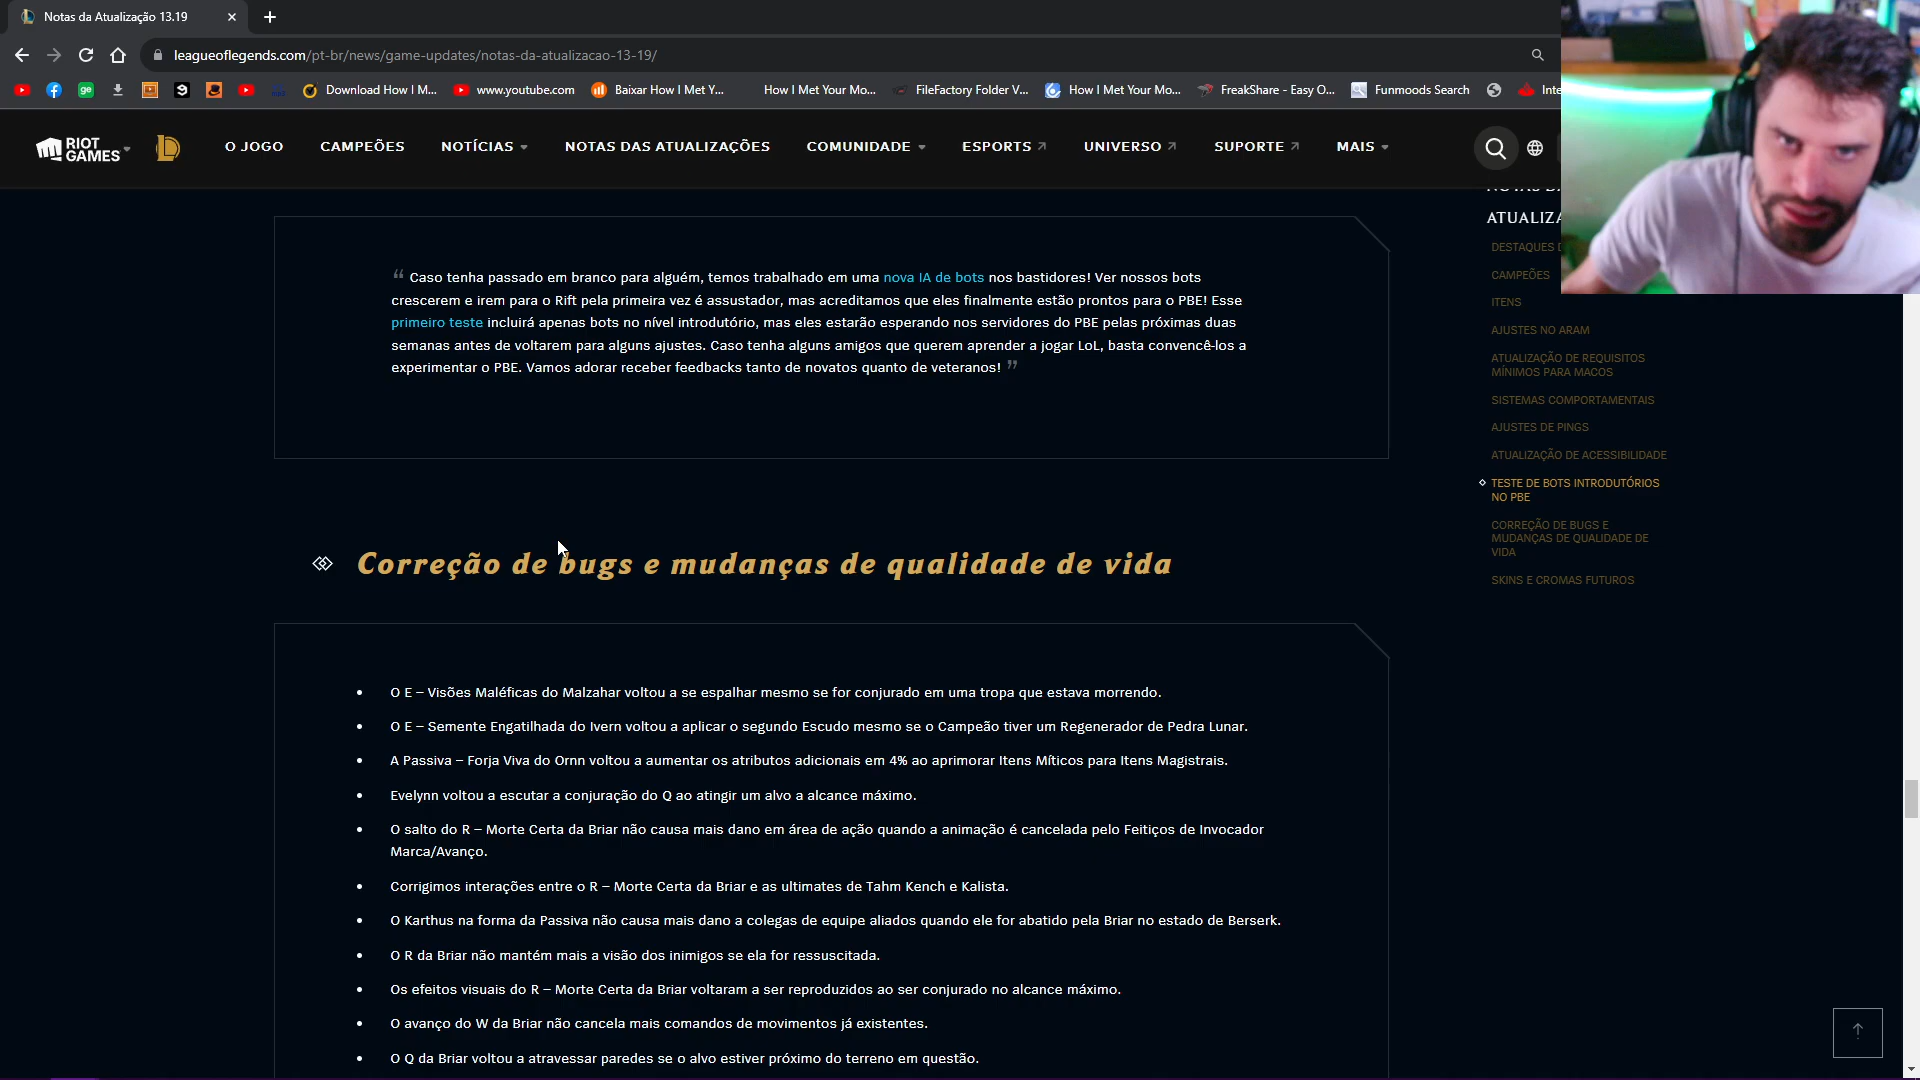 Notas da Atualização 13.19
leagueoflegends.com/pt-br/news/game-updates/notas-da-atualizacao-13-19/
ge
Download How I M...
www.youtube.com
Baixar How I Met Y...
How I Met Your Mo...
FileFactory Folder V...
How I Met Your Mo...
FreakShare - Easy O...
Funmoods Search
Inte
RIOT GAMES
O JOGO
CAMPEÕES
NOTÍCIAS
NOTAS DAS ATUALIZAÇÕES
COMUNIDADE
ESPORTS
UNIVERSO
SUPORTE
MAIS
“ Caso tenha passado em branco para alguém, temos trabalhado em uma nova IA de bots nos bastidores! Ver nossos bots
crescerem e irem para o Rift pela primeira vez é assustador, mas acreditamos que eles finalmente estão prontos para o PBE! Esse
primeiro teste incluirá apenas bots no nível introdutório, mas eles estarão esperando nos servidores do PBE pelas próximas duas
semanas antes de voltarem para alguns ajustes. Caso tenha alguns amigos que querem aprender a jogar LoL, basta convencê-los a
experimentar o PBE. Vamos adorar receber feedbacks tanto de novatos quanto de veteranos! ”
Correção de bugs e mudanças de qualidade de vida
• O E – Visões Maléficas do Malzahar voltou a se espalhar mesmo se for conjurado em uma tropa que estava morrendo.
• O E – Semente Engatilhada do Ivern voltou a aplicar o segundo Escudo mesmo se o Campeão tiver um Regenerador de Pedra Lunar.
• A Passiva – Forja Viva do Ornn voltou a aumentar os atributos adicionais em 4% ao aprimorar Itens Míticos para Itens Magistrais.
• Evelynn voltou a escutar a conjuração do Q ao atingir um alvo a alcance máximo.
• O salto do R – Morte Certa da Briar não causa mais dano em área de ação quando a animação é cancelada pelo Feitiços de Invocador
Marca/Avanço.
• Corrigimos interações entre o R – Morte Certa da Briar e as ultimates de Tahm Kench e Kalista.
• O Karthus na forma da Passiva não causa mais dano a colegas de equipe aliados quando ele for abatido pela Briar no estado de Berserk.
• O R da Briar não mantém mais a visão dos inimigos se ela for ressuscitada.
• Os efeitos visuais do R – Morte Certa da Briar voltaram a ser reproduzidos ao ser conjurado no alcance máximo.
• O avanço do W da Briar não cancela mais comandos de movimentos já existentes.
• O Q da Briar voltou a atravessar paredes se o alvo estiver próximo do terreno em questão.
ATUALIZA
DESTAQUES D
CAMPEÕES
ITENS
AJUSTES NO ARAM
ATUALIZAÇÃO DE REQUISITOS
MÍNIMOS PARA MACOS
SISTEMAS COMPORTAMENTAIS
AJUSTES DE PINGS
ATUALIZAÇÃO DE ACESSIBILIDADE
TESTE DE BOTS INTRODUTÓRIOS
NO PBE
CORREÇÃO DE BUGS E
MUDANÇAS DE QUALIDADE DE
VIDA
SKINS E CROMAS FUTUROS